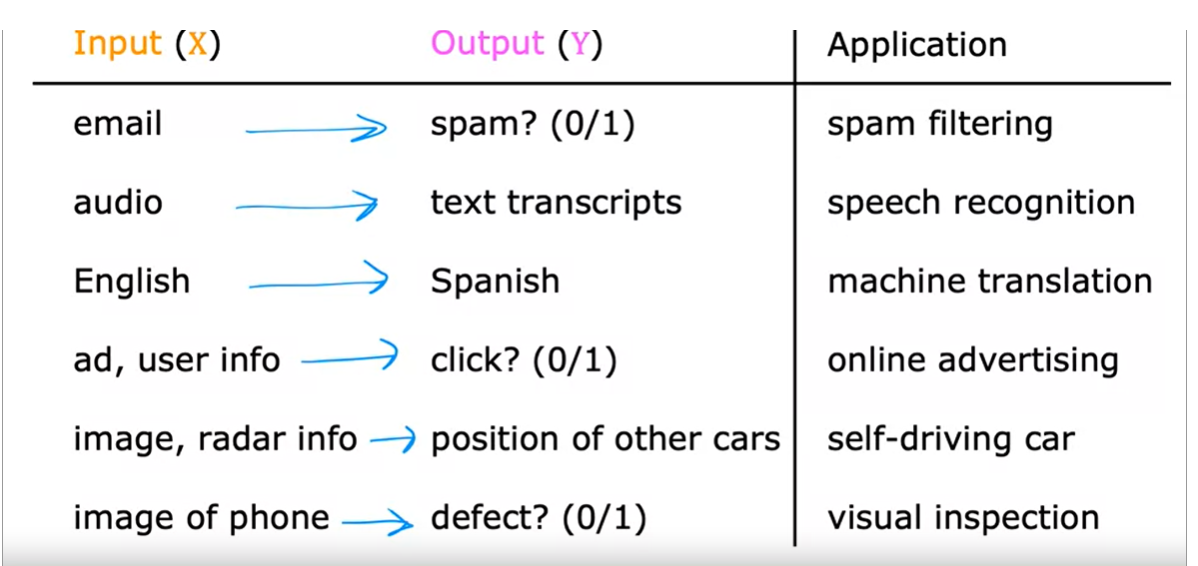 Input (X) Output (Y) Application
email spam? (0/1) spam filtering
audio text transcripts speech recognition
English Spanish machine translation
ad, user info click? (0/1) online advertising
image, radar info position of other cars self-driving car
image of phone defect? (0/1) visual inspection